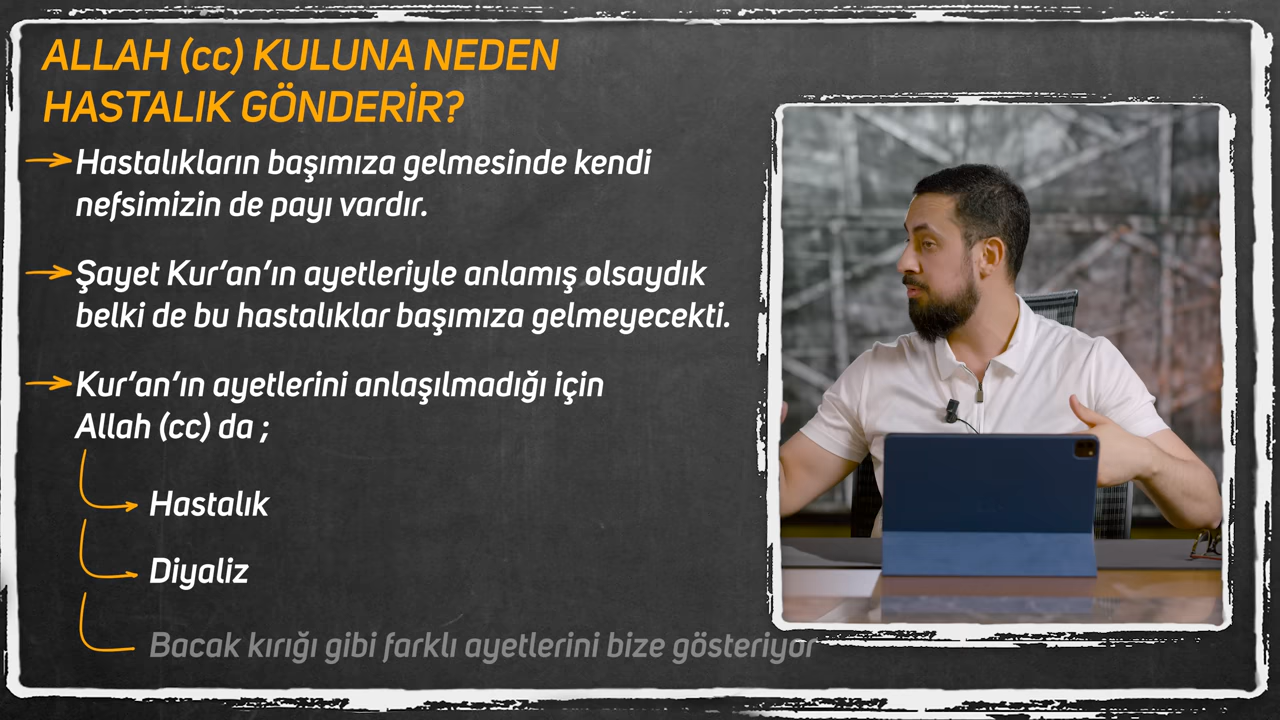 ALLAH (cc) KULUNA NEDEN
HASTALIK GÖNDERİR?
Hastalıkların başımıza gelmesinde kendi
nefsimizin de payı vardır.
Şayet Kur'an'ın ayetleriyle anlamış olsaydık
belki de bu hastalıklar başımıza gelmeyecekti.
Kur'an'ın ayetlerini anlaşılmadığı için
Allah (cc) da ;
Hastalık
Diyaliz
Bacak kırığı gibi farklı ayetlerini bize gösteriyor